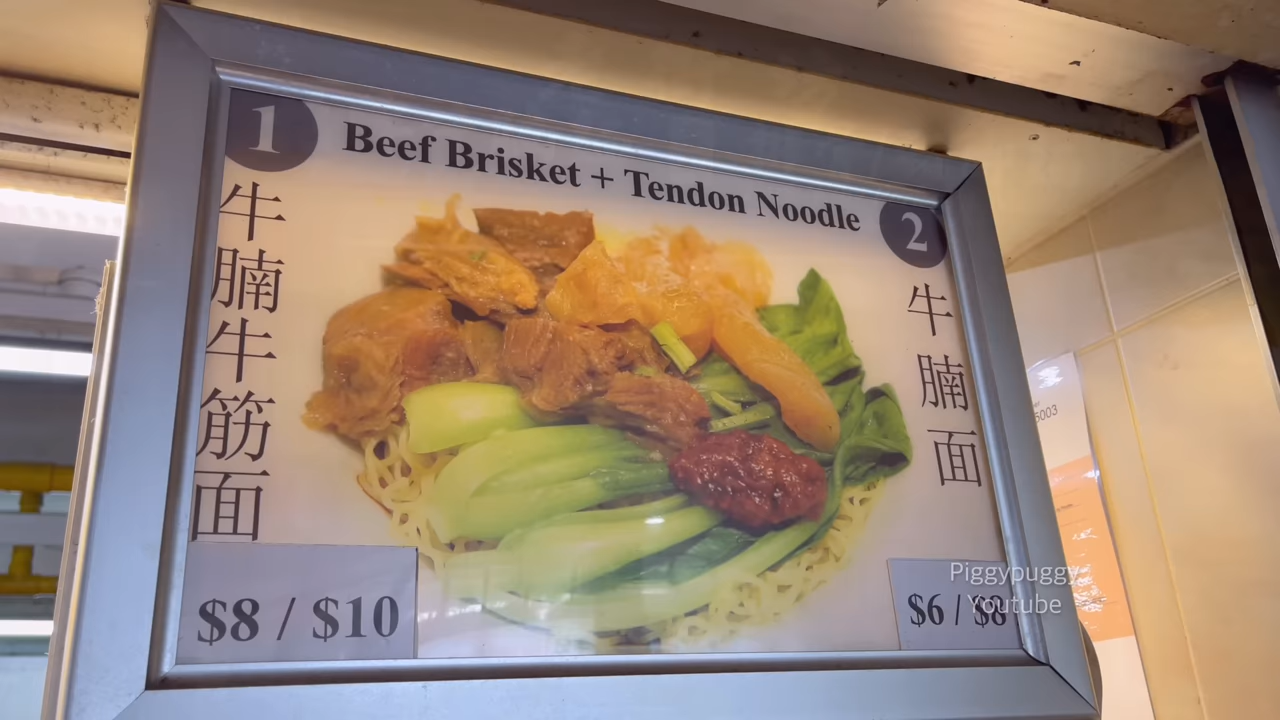 1
Beef Brisket + Tendon Noodle
2
牛腩牛筋面
牛腩面
$8 / $10
$6 / $8
Piggypuggy
Youtube
5003